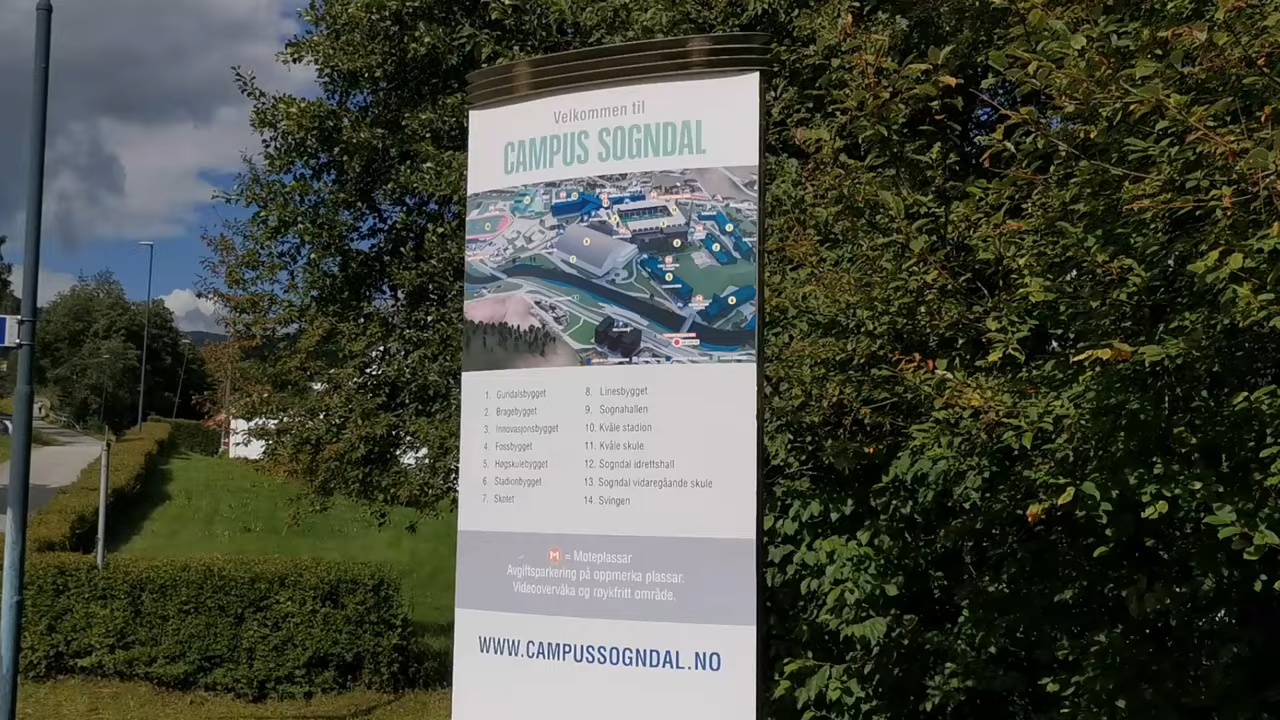 Velkommen til
CAMPUS SOGNDAL
1. Gundalsbygget
2. Bragebygget
3. Innovasjonsbygget
4. Fossbygget
5. Høgskulebygget
6. Stadionbygget
7. Skotet
8. Linesbygget
9. Sognahallen
10. Kvåle stadion
11. Kvåle skule
12. Sogndal idrettshall
13. Sogndal vidaregåande skule
14. Svingen
M = Møteplassar
Avgiftsparkering på oppmerka plassar.
Videoovervåka og røykfritt område.
WWW.CAMPUSSOGNDAL.NO